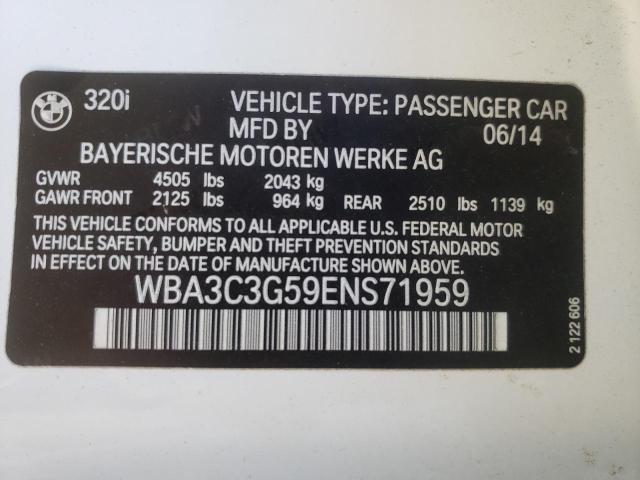 BMW
320i VEHICLE TYPE: PASSENGER CAR
MFD BY 06/14
BAYERISCHE MOTOREN WERKE AG
GVWR 4505 lbs 2043 kg
GAWR FRONT 2125 lbs 964 kg REAR 2510 lbs 1139 kg
THIS VEHICLE CONFORMS TO ALL APPLICABLE U.S. FEDERAL MOTOR
VEHICLE SAFETY, BUMPER AND THEFT PREVENTION STANDARDS
IN EFFECT ON THE DATE OF MANUFACTURE SHOWN ABOVE.
WBA3C3G59ENS71959
2 122 606